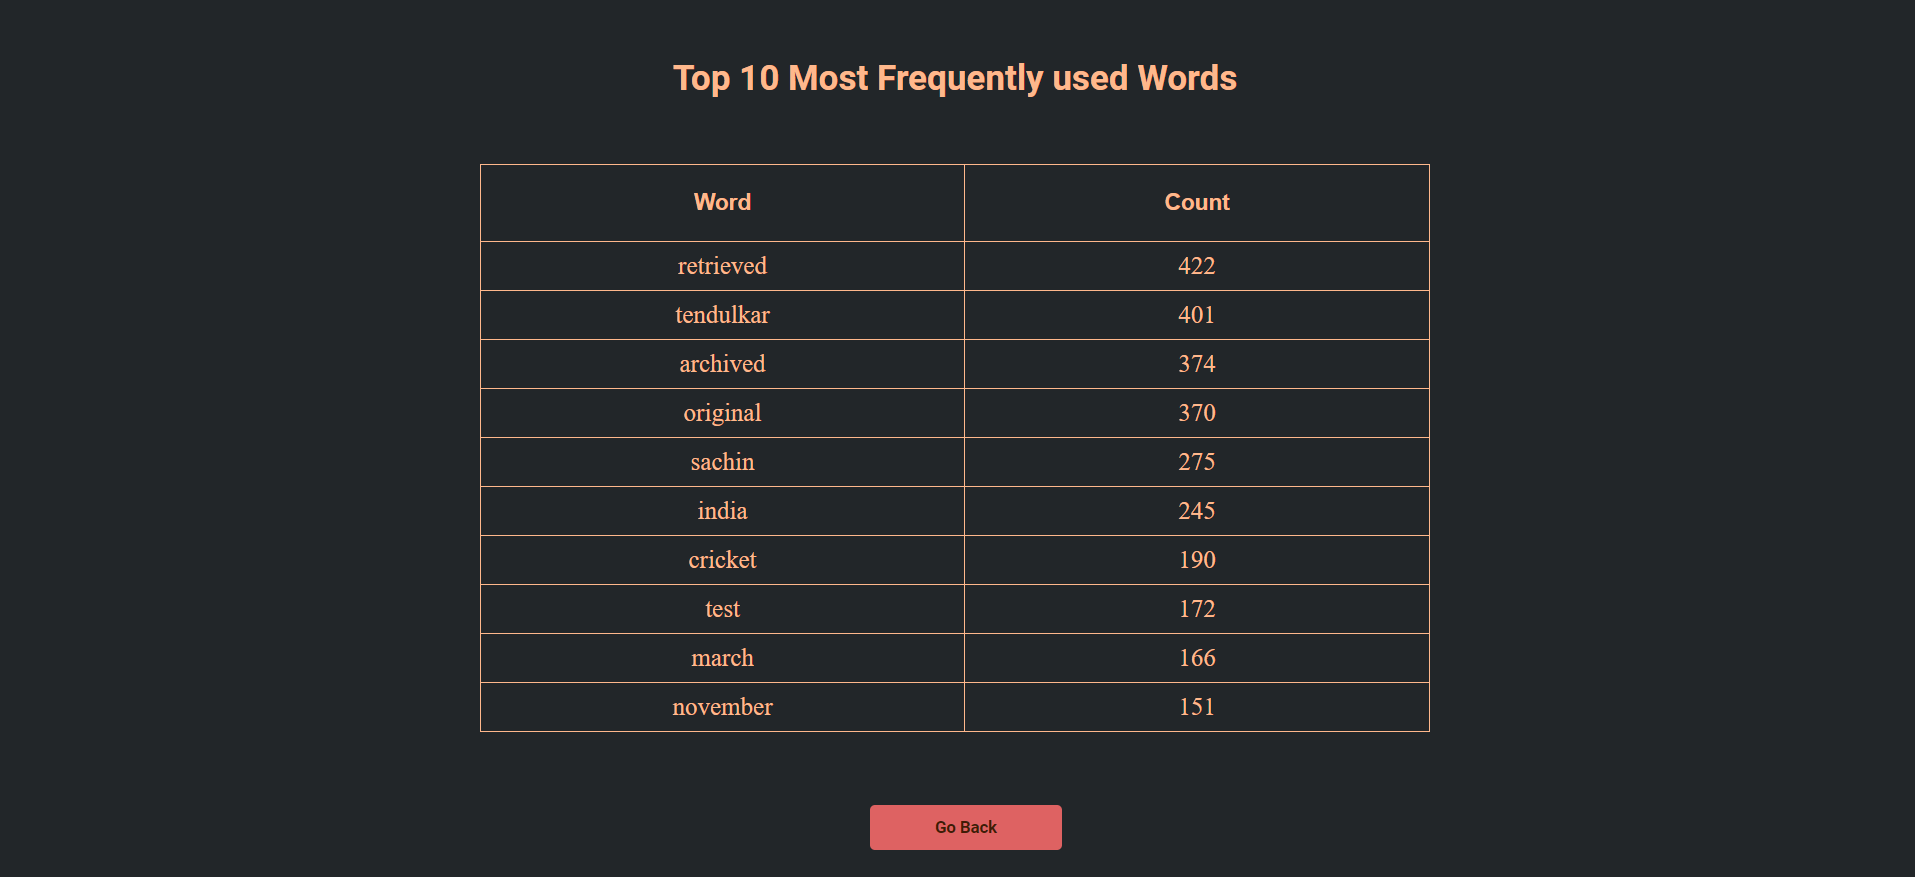 Top 10 Most Frequently used Words
Word Count
retrieved 422
tendulkar 401
archived 374
original 370
sachin 275
india 245
cricket 190
test 172
march 166
november 151
Go Back